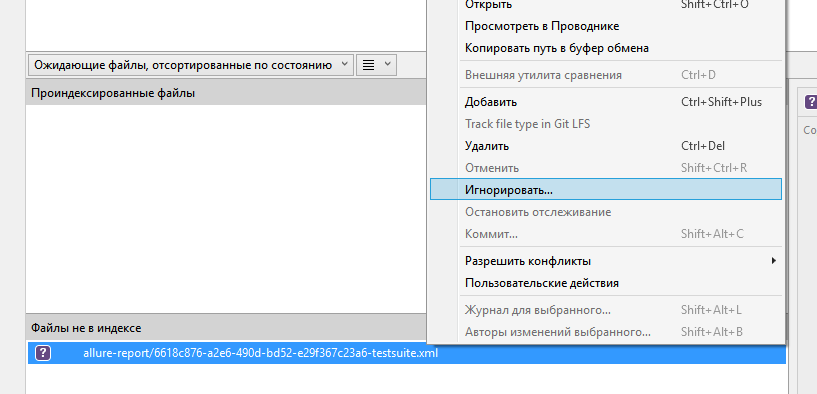 Открыть Shift+Ctrl+O
Просмотреть в Проводнике
Копировать путь в буфер обмена
Ожидающие файлы, отсортированные по состоянию
Внешняя утилита сравнения Ctrl+D
Проиндексированные файлы
Добавить Ctrl+Shift+Plus
Track file type in Git LFS
Удалить Ctrl+Del
Отменить Shift+Ctrl+R
Игнорировать...
Остановить отслеживание
Коммит... Shift+Alt+C
Разрешить конфликты
Пользовательские действия
Журнал для выбранного... Shift+Alt+L
Файлы не в индексе
Авторы изменений выбранного... Shift+Alt+B
? allure-report/6618c876-a2e6-490d-bd52-e29f367c23a6-testsuite.xml
?
Co